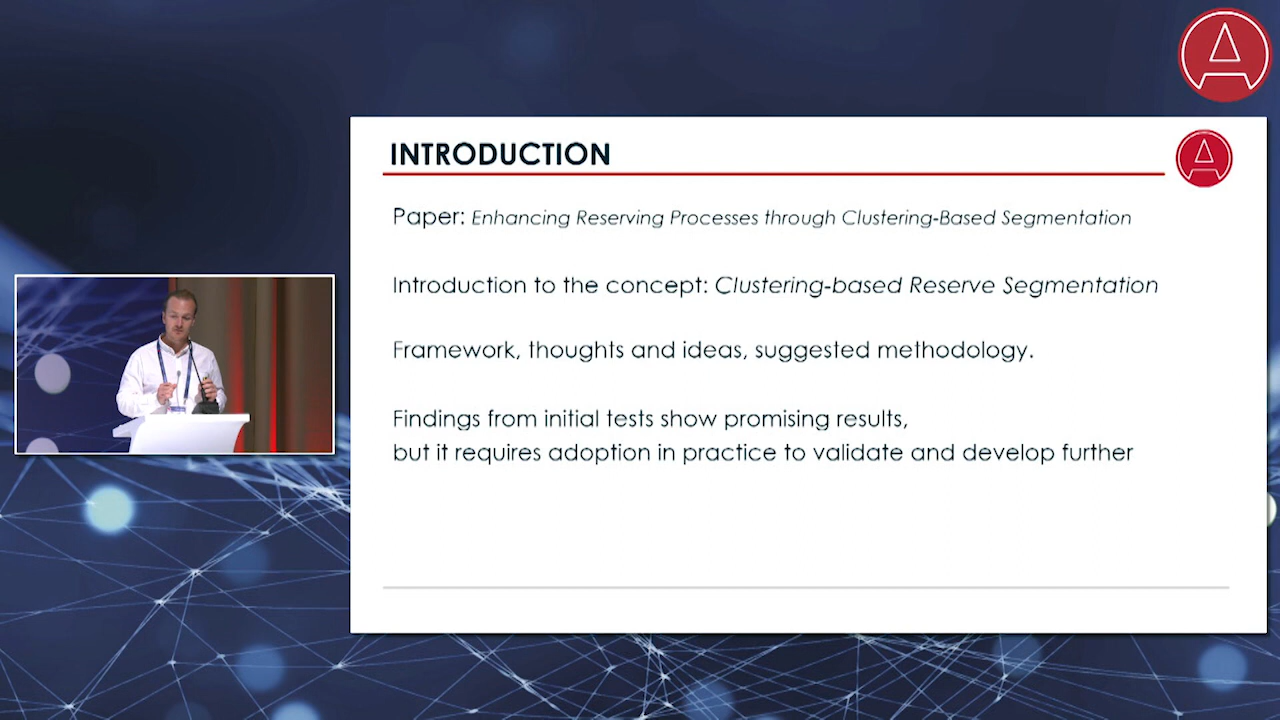 INTRODUCTION
Paper: Enhancing Reserving Processes through Clustering-Based Segmentation
Introduction to the concept: Clustering-based Reserve Segmentation
Framework, thoughts and ideas, suggested methodology.
Findings from initial tests show promising results,
but it requires adoption in practice to validate and develop further